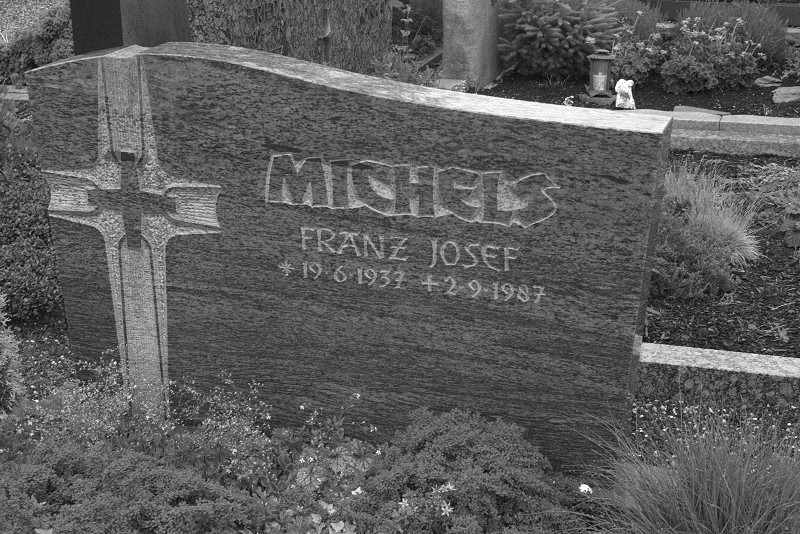 MICHELS
FRANZ JOSEF
* 19·6·1937 + 2·9·1987